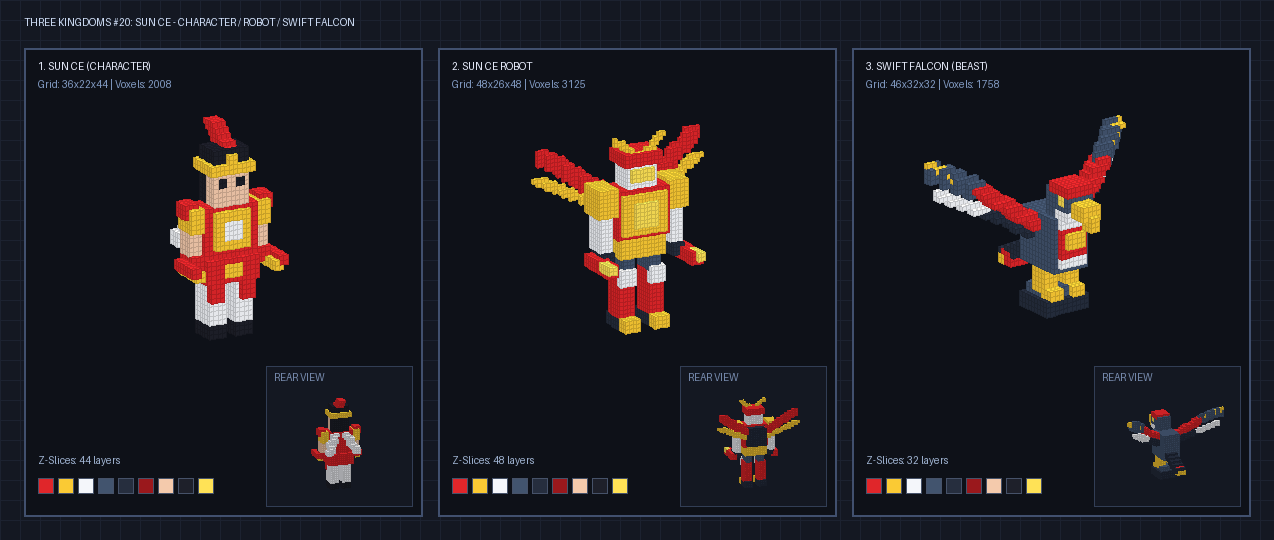 THREE KINGDOMS #20: SUN CE - CHARACTER / ROBOT / SWIFT FALCON
1. SUN CE (CHARACTER)
Grid: 36x22x44 | Voxels: 2008
REAR VIEW
Z-Slices: 44 layers
2. SUN CE ROBOT
Grid: 48x26x48 | Voxels: 3125
REAR VIEW
Z-Slices: 48 layers
3. SWIFT FALCON (BEAST)
Grid: 46x32x32 | Voxels: 1758
REAR VIEW
Z-Slices: 32 layers